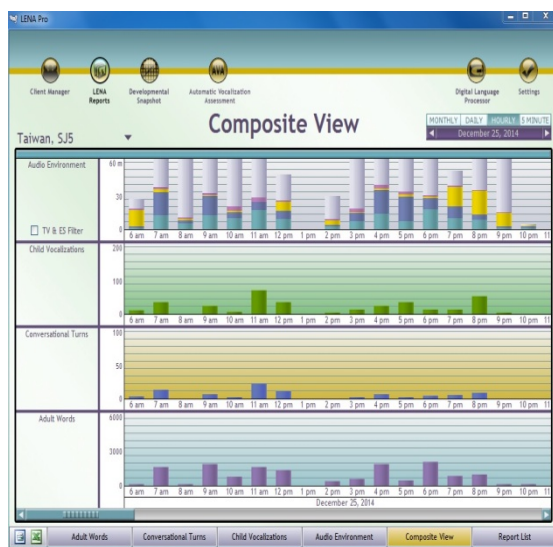 LENA Pro
Client Manager
LENA Reports
Developmental Snapshot
Automatic Vocalization Assessment
Digital Language Processor
Settings
Taiwan, SJ5
Composite View
MONTHLY DAILY HOURLY 5 MINUTE
December 25, 2014
Audio Environment
TV & ES Filter
60 m
30
0
6 am 7 am 8 am 9 am 10 am 11 am 12 pm 1 pm 2 pm 3 pm 4 pm 5 pm 6 pm 7 pm 8 pm 9 pm 10 pm 11
Child Vocalizations
200
100
0
6 am 7 am 8 am 9 am 10 am 11 am 12 pm 1 pm 2 pm 3 pm 4 pm 5 pm 6 pm 7 pm 8 pm 9 pm 10 pm 11
Conversational Turns
100
50
0
6 am 7 am 8 am 9 am 10 am 11 am 12 pm 1 pm 2 pm 3 pm 4 pm 5 pm 6 pm 7 pm 8 pm 9 pm 10 pm 11
Adult Words
6000
3000
0
6 am 7 am 8 am 9 am 10 am 11 am 12 pm 1 pm 2 pm 3 pm 4 pm 5 pm 6 pm 7 pm 8 pm 9 pm 10 pm 11
December 25, 2014
Adult Words Conversational Turns Child Vocalizations Audio Environment Composite View Report List